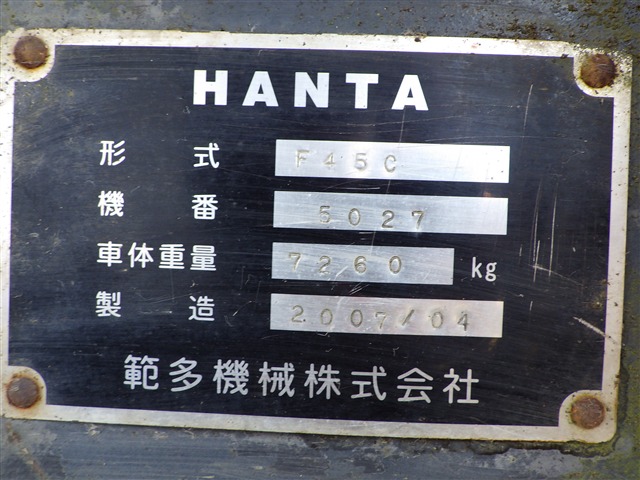 HANTA
形式 F45C
機番 5027
車体重量 7260 kg
製造 2007/04
範多機械株式会社